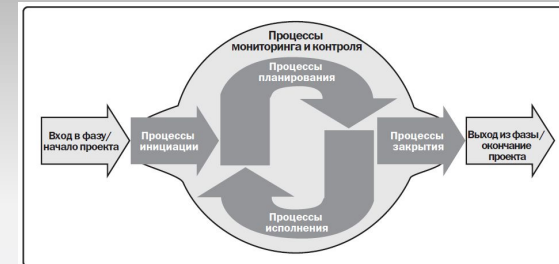 Процессы
мониторинга и контроля
Процессы
планирования
Вход в фазу/
начало проекта
Процессы
инициации
Процессы
закрытия
Выход из фазы/
окончание
проекта
Процессы
исполнения